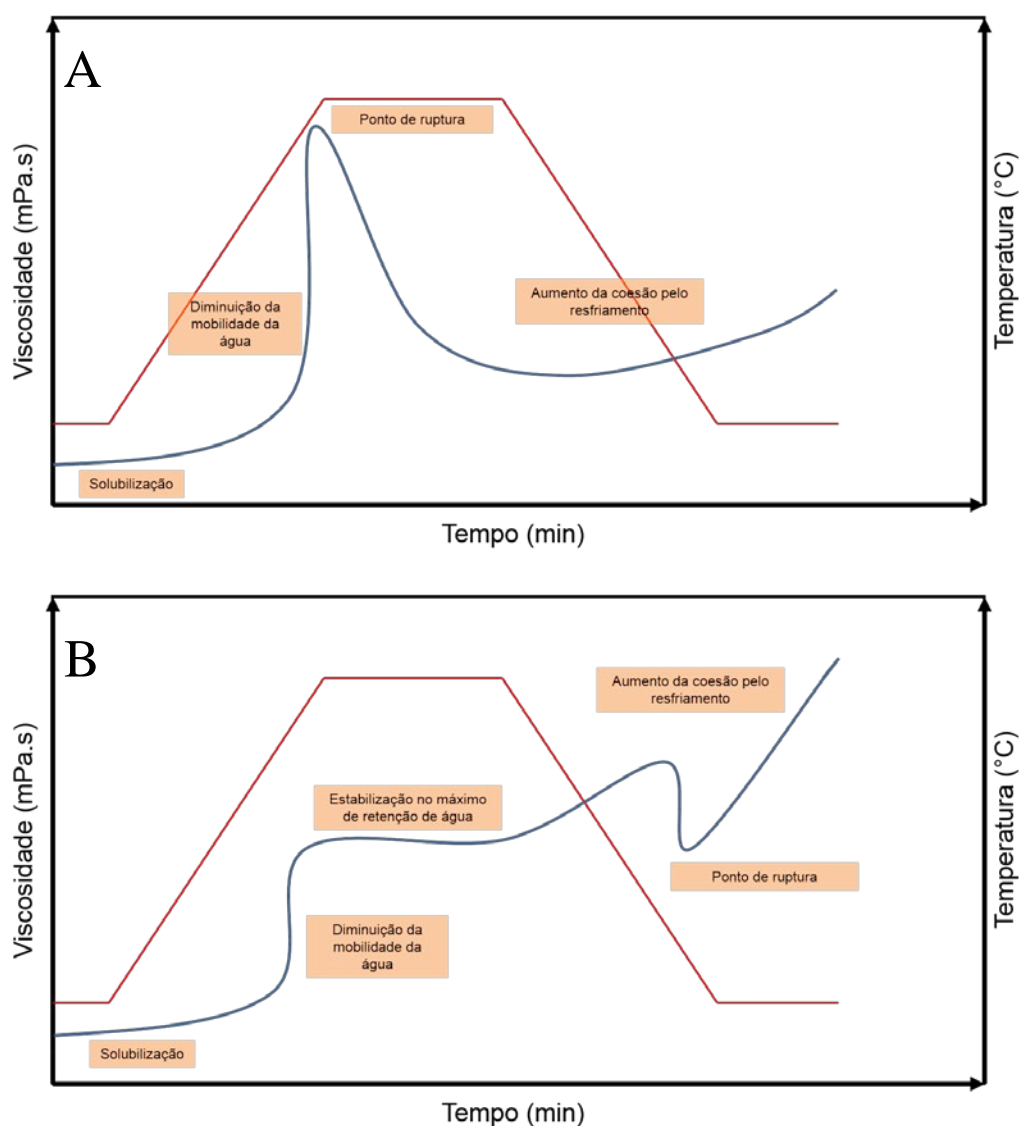 A
Viscosidade (mPa.s)
Temperatura (°C)
Ponto de ruptura
Diminuição da
mobilidade da
água
Aumento da coesão pelo
resfriamento
Solubilização
Tempo (min)
B
Viscosidade (mPa.s)
Temperatura (°C)
Aumento da coesão pelo
resfriamento
Estabilização no máximo
de retenção de água
Ponto de ruptura
Diminuição da
mobilidade da
água
Solubilização
Tempo (min)